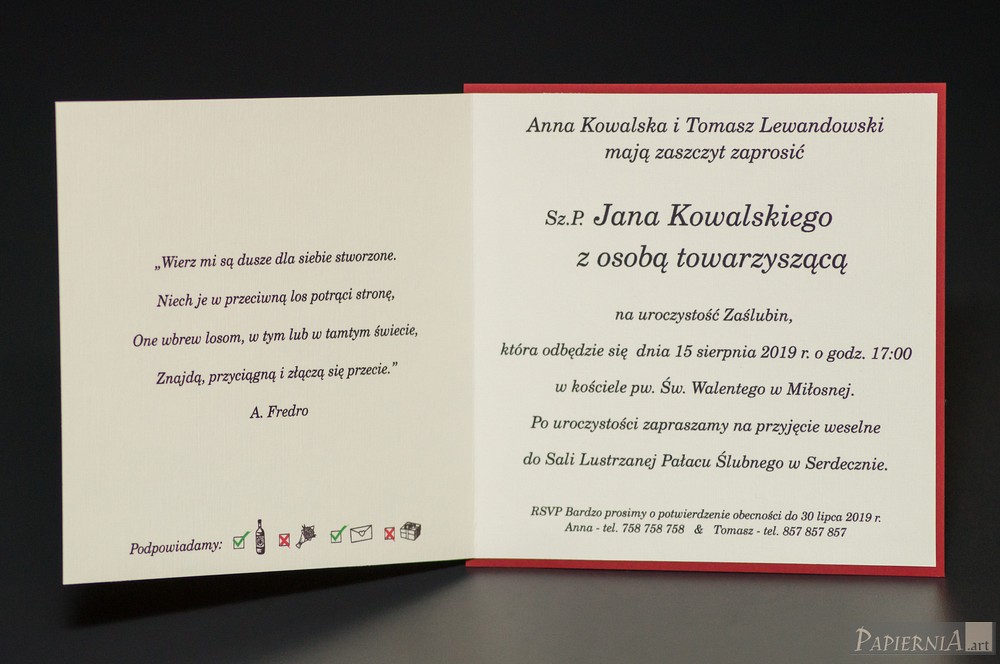 „Wierz mi są dusze dla siebie stworzone.
Niech je w przeciwną los potrąci stronę,
One wbrew losom, w tym lub w tamtym świecie,
Znajdą, przyciągną i złączą się przecie.”
A. Fredro
Podpowiadamy:
Anna Kowalska i Tomasz Lewandowski
mają zaszczyt zaprosić
Sz.P. Jana Kowalskiego
z osobą towarzyszącą
na uroczystość Zaślubin,
która odbędzie się dnia 15 sierpnia 2019 r. o godz. 17:00
w kościele pw. Św. Walentego w Miłosnej.
Po uroczystości zapraszamy na przyjęcie weselne
do Sali Lustrzanej Pałacu Ślubnego w Serdecznie.
RSVP Bardzo prosimy o potwierdzenie obecności do 30 lipca 2019 r.
Anna - tel. 758 758 758 & Tomasz - tel. 857 857 857
PAPIERNIA.art